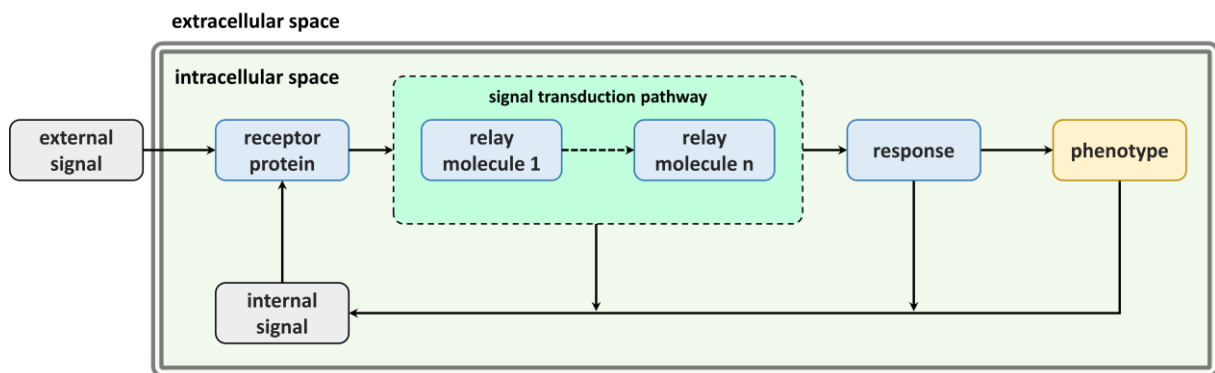 extracellular space
intracellular space
signal transduction pathway
external
signal
receptor
protein
relay
molecule 1
relay
molecule n
response
phenotype
internal
signal